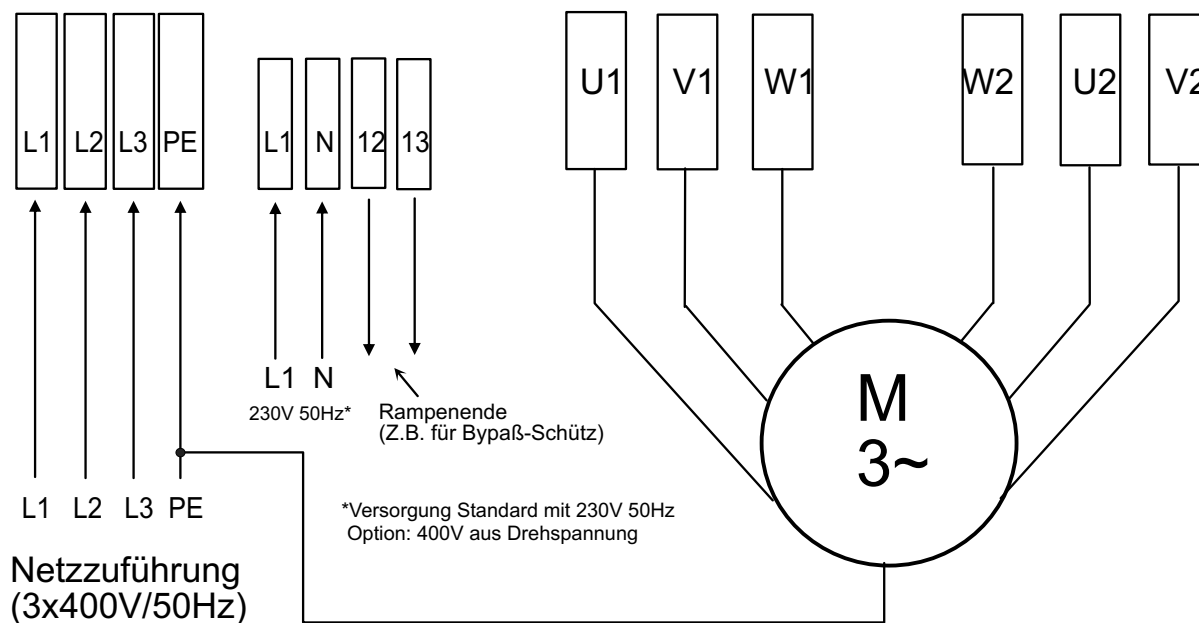 U1 V1 W1 W2 U2 V2
L1 L2 L3 PE L1 N 12 13
L1 N
230V 50Hz*
Rampenende
(Z.B. für Bypaß-Schütz)
M
3~
L1 L2 L3 PE
*Versorgung Standard mit 230V 50Hz
Option: 400V aus Drehspannung
Netzzuführung
(3x400V/50Hz)